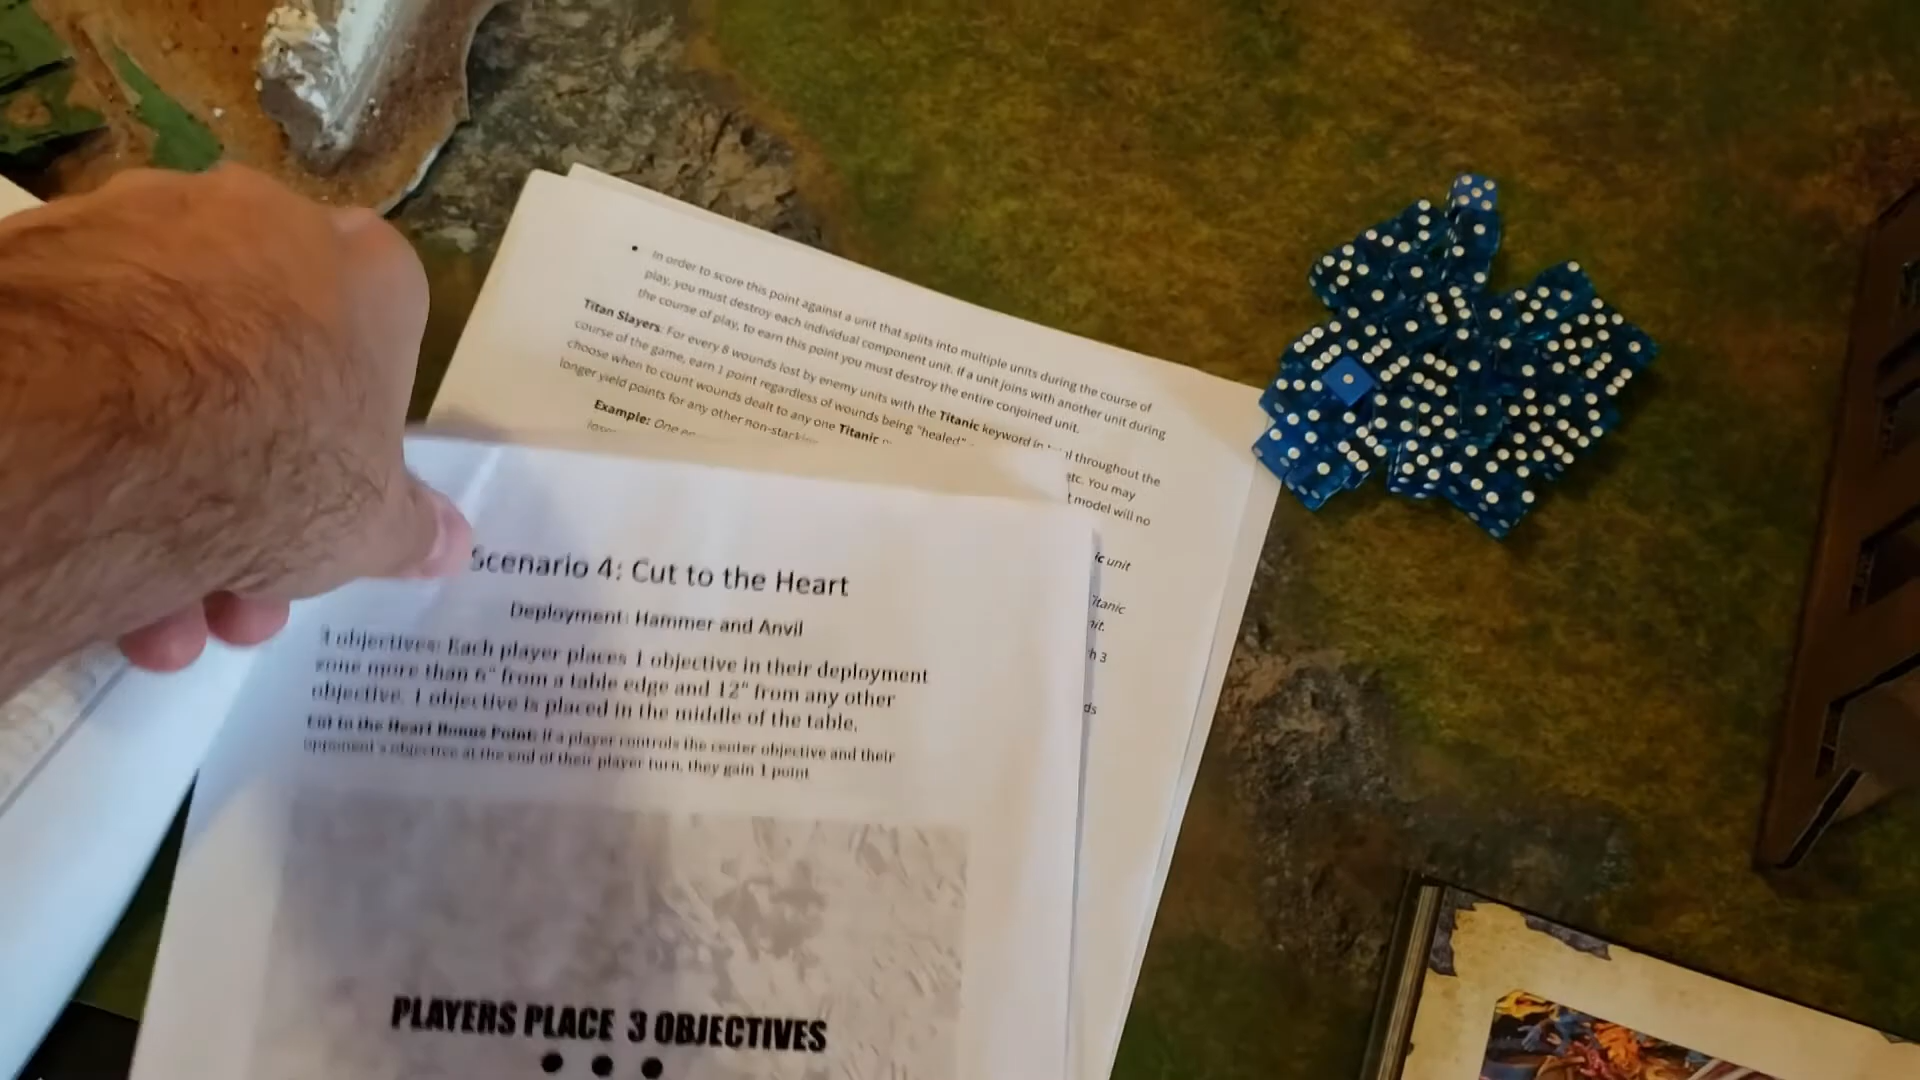 • In order to score this point against a unit that splits into multiple units during the course of
play, you must destroy each individual component unit. If a unit joins with another unit during
the course of play, to earn this point you must destroy the entire conjoined unit.
Titan Slayers: For every 8 wounds lost by enemy units with the Titanic keyword in throughout the
course of the game, earn 1 point regardless of wounds being "healed" etc. You may
choose when to count wounds dealt to any one Titanic model will no
longer yield points for any other non-stacking
Example: One
ic unit
Titanic
nit.
h 3
ds
Scenario 4: Cut to the Heart
Deployment: Hammer and Anvil
3 objectives: Each player places 1 objective in their deployment
zone more than 6" from a table edge and 12" from any other
objective. 1 objective is placed in the middle of the table.
Cut to the Heart Bonus Point: If a player controls the center objective and their
opponent's objective at the end of their player turn, they gain 1 point
PLAYERS PLACE 3 OBJECTIVES